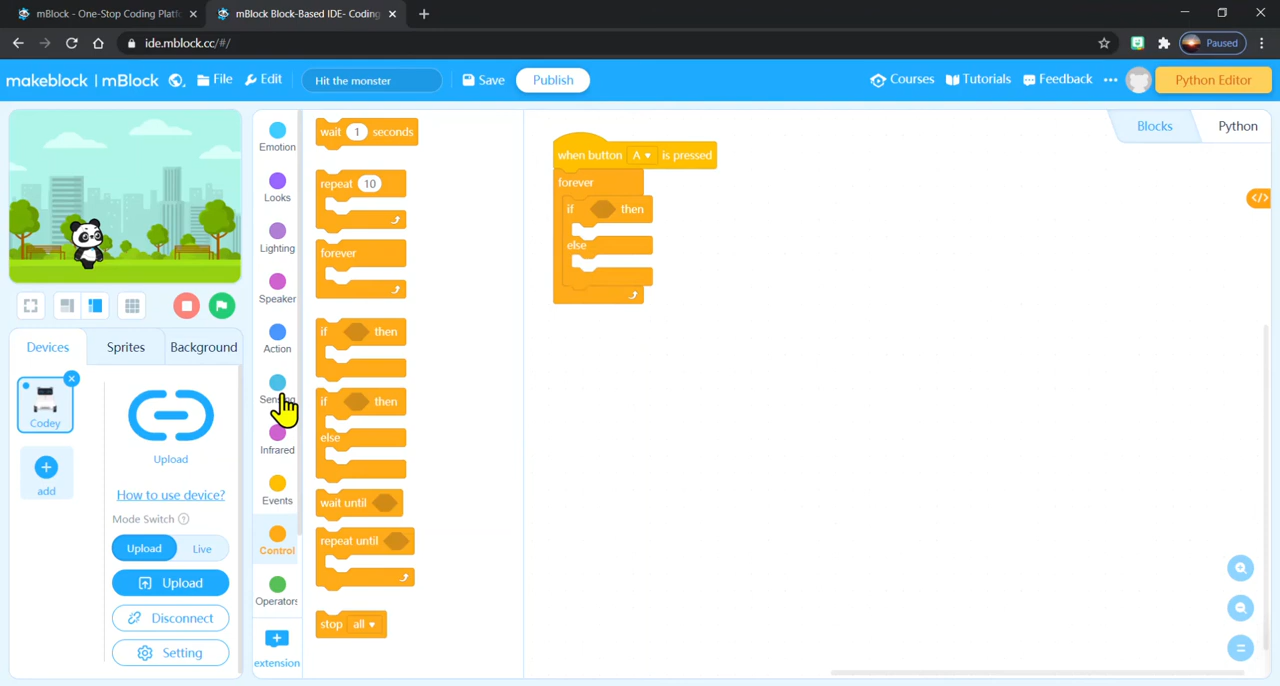 mBlock - One-Stop Coding Platf
mBlock Block-Based IDE- Coding
ide.mblock.cc/#/
Paused
makeblock | mBlock
File
Edit
Hit the monster
Save
Publish
Courses
Tutorials
Feedback
Python Editor
Emotion
Looks
Lighting
Speaker
Action
Infrared
Events
Control
Operators
extension
wait 1 seconds
repeat 10
forever
if then
if then
else
wait until
repeat until
stop all
when button A is pressed
forever
if then
else
Blocks
Python
Devices
Sprites
Background
Codey
add
Upload
How to use device?
Mode Switch ?
Upload
Live
Upload
Disconnect
Setting